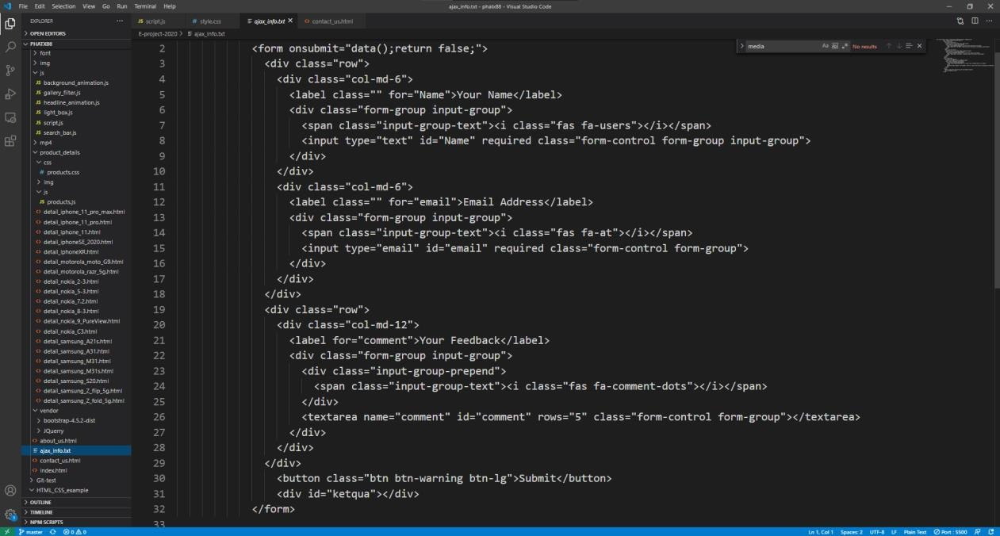 File Edit Selection View Go Run Terminal Help
ajax_info.txt - phatx88 - Visual Studio Code
EXPLORER
OPEN EDITORS
PHATX88
font
img
js
JS background_animation.js
JS gallery_filter.js
JS headline_animation.js
JS light_box.js
JS script.js
JS search_bar.js
mp4
product_details
css
# products.css
img
js
JS products.js
<> detail_iphone_11_pro_max.html
<> detail_iphone_11_pro.html
<> detail_iphone_11.html
<> detail_iphoneSE_2020.html
<> detail_iphoneXR.html
<> detail_motorola_moto_G9.html
<> detail_motorola_razr_5g.html
<> detail_nokia_2-3.html
<> detail_nokia_5-3.html
<> detail_nokia_7.2.html
<> detail_nokia_8-3.html
<> detail_nokia_9_PureView.html
<> detail_nokia_C3.html
<> detail_samsung_A21s.html
<> detail_samsung_A31.html
<> detail_samsung_M31.html
<> detail_samsung_M31s.html
<> detail_samsung_S20.html
<> detail_samsung_Z_flip_5g.html
<> detail_samsung_Z_fold_5g.html
vendor
bootstrap-4.5.2-dist
JQuerry
<> about_us.html
ajax_info.txt
<> contact_us.html
<> index.html
Git-test
HTML_CSS_example
OUTLINE
TIMELINE
NPM SCRIPTS
JS script.js # style.css ajax_info.txt <> contact_us.html
E-project-2020 > ajax_info.txt
media Aa No results
2 <form onsubmit="data();return false;">
3 <div class="row">
4 <div class="col-md-6">
5 <label class="" for="Name">Your Name</label>
6 <div class="form-group input-group">
7 <span class="input-group-text"><i class="fas fa-users"></i></span>
8 <input type="text" id="Name" required class="form-control form-group input-group">
9 </div>
10 </div>
11 <div class="col-md-6">
12 <label class="" for="email">Email Address</label>
13 <div class="form-group input-group">
14 <span class="input-group-text"><i class="fas fa-at"></i></span>
15 <input type="email" id="email" required class="form-control form-group">
16 </div>
17 </div>
18 </div>
19 <div class="row">
20 <div class="col-md-12">
21 <label for="comment">Your Feedback</label>
22 <div class="form-group input-group">
23 <div class="input-group-prepend">
24 <span class="input-group-text"><i class="fas fa-comment-dots"></i></span>
25 </div>
26 <textarea name="comment" id="comment" rows="5" class="form-control form-group"></textarea>
27 </div>
28 </div>
29 </div>
30 <button class="btn btn-warning btn-lg">Submit</button>
31 <div id="ketqua"></div>
32 </form>
33
master 0 0 Ln 1, Col 1 Spaces: 2 UTF-8 LF Plain Text Port : 5500